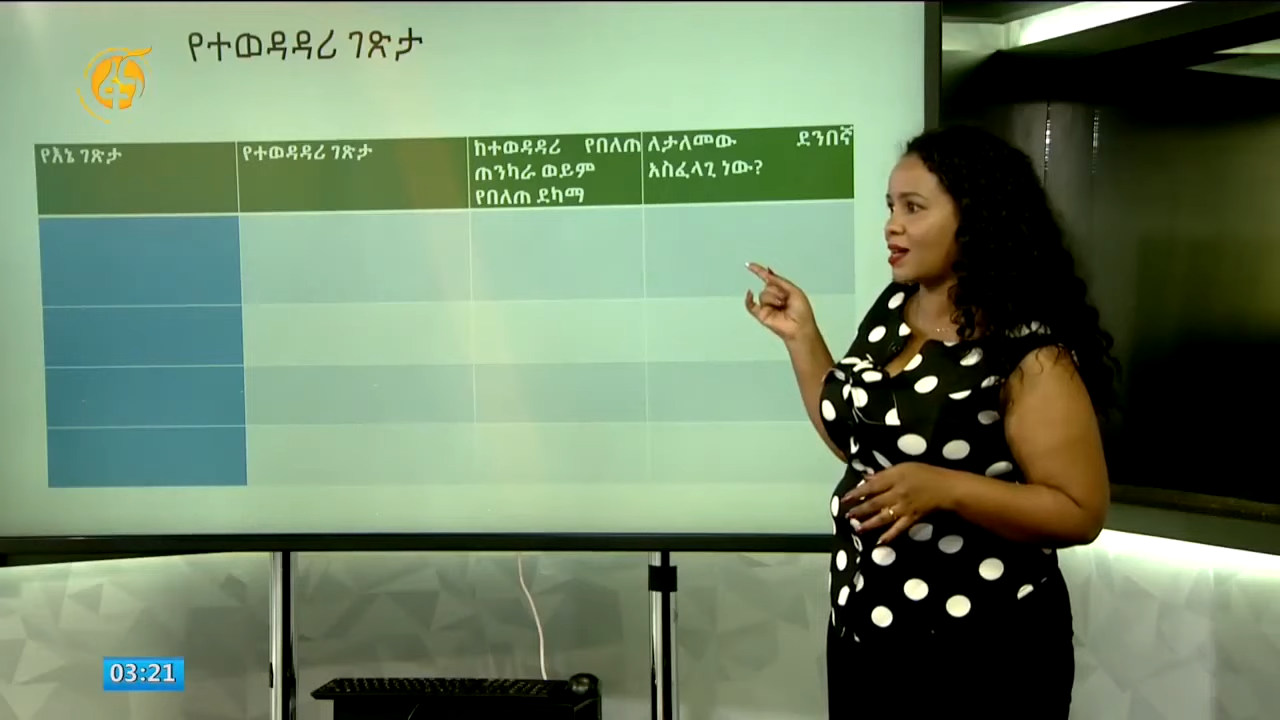 የተወዳዳሪ ገጽታ
የእኔ ገጽታ
የተወዳዳሪ ገጽታ
ከተወዳዳሪ የበለጠ
ጠንካራ ወይም
የበለጠ ደካማ
ለታለመው ደንበኛ
አስፈላጊ ነው?
03:21